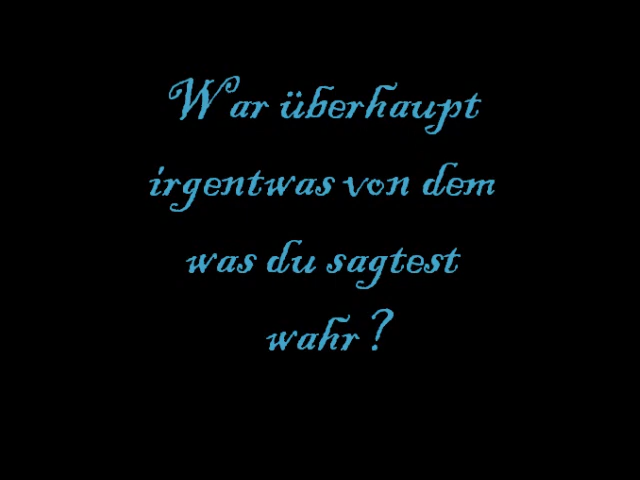 War überhaupt
irgentwas von dem
was du sagtest
wahr ?